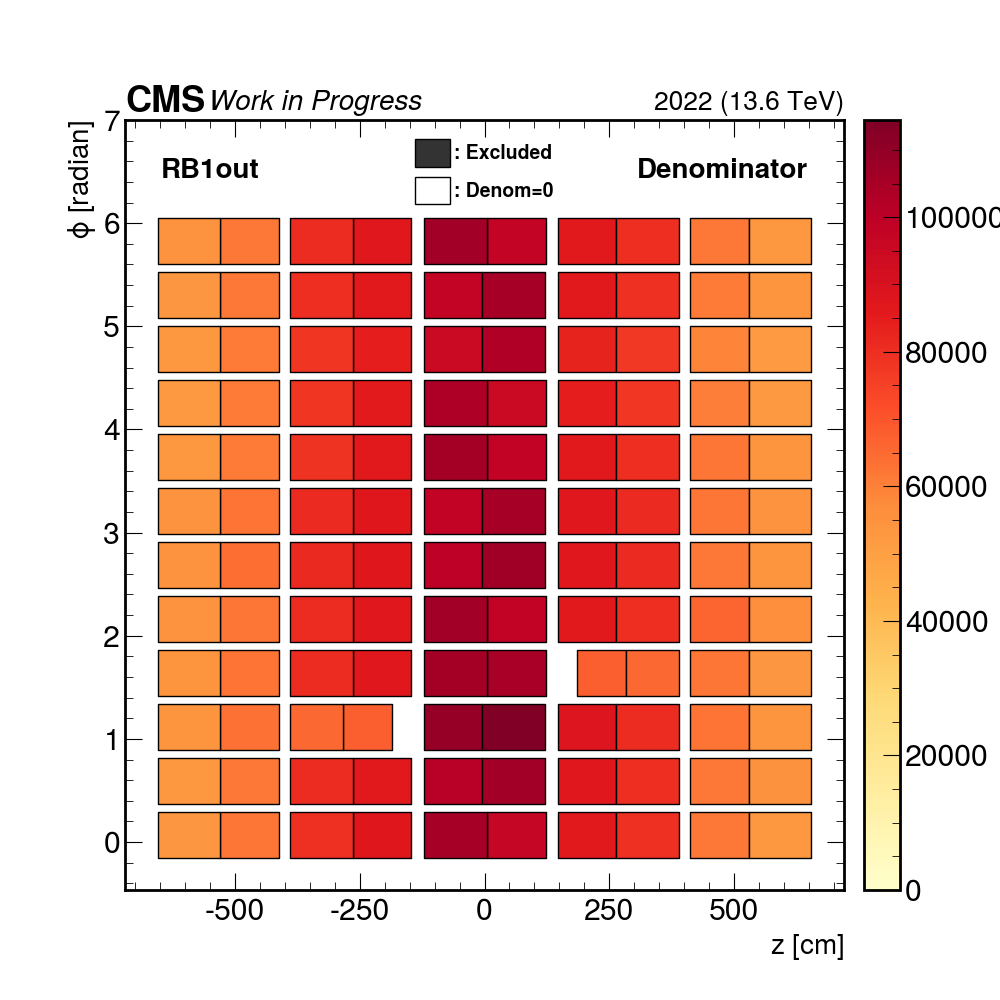 CMS Work in Progress 2022 (13.6 TeV)
RB1out : Excluded Denominator
: Denom=0
ϕ [radian]
7
6
5
4
3
2
1
0
-500 -250 0 250 500
z [cm]
100000
80000
60000
40000
20000
0